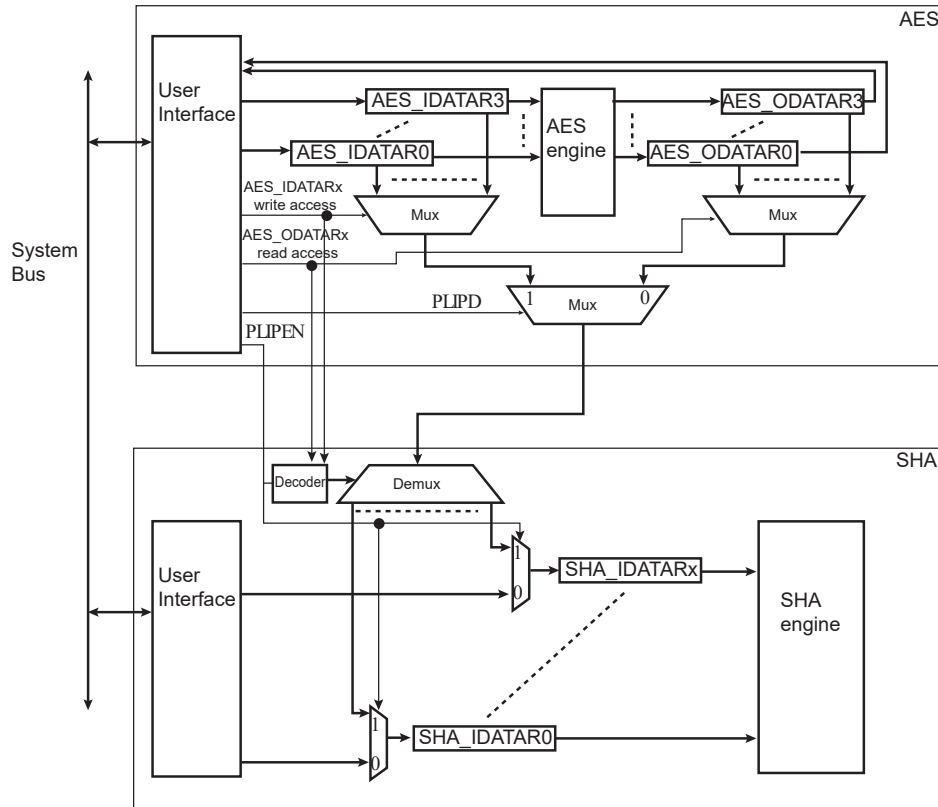 AES
User
Interface
AES_IDATAR3
AES_ODATAR3
AES
engine
AES_IDATAR0
AES_ODATAR0
AES_IDATARx
write access
Mux
Mux
AES_ODATARx
read access
System
Bus
1
Mux
0
PLIPD
PLIPEN
SHA
Decoder
Demux
1
SHA_IDATARx
User
Interface
0
SHA
engine
1
SHA_IDATAR0
0